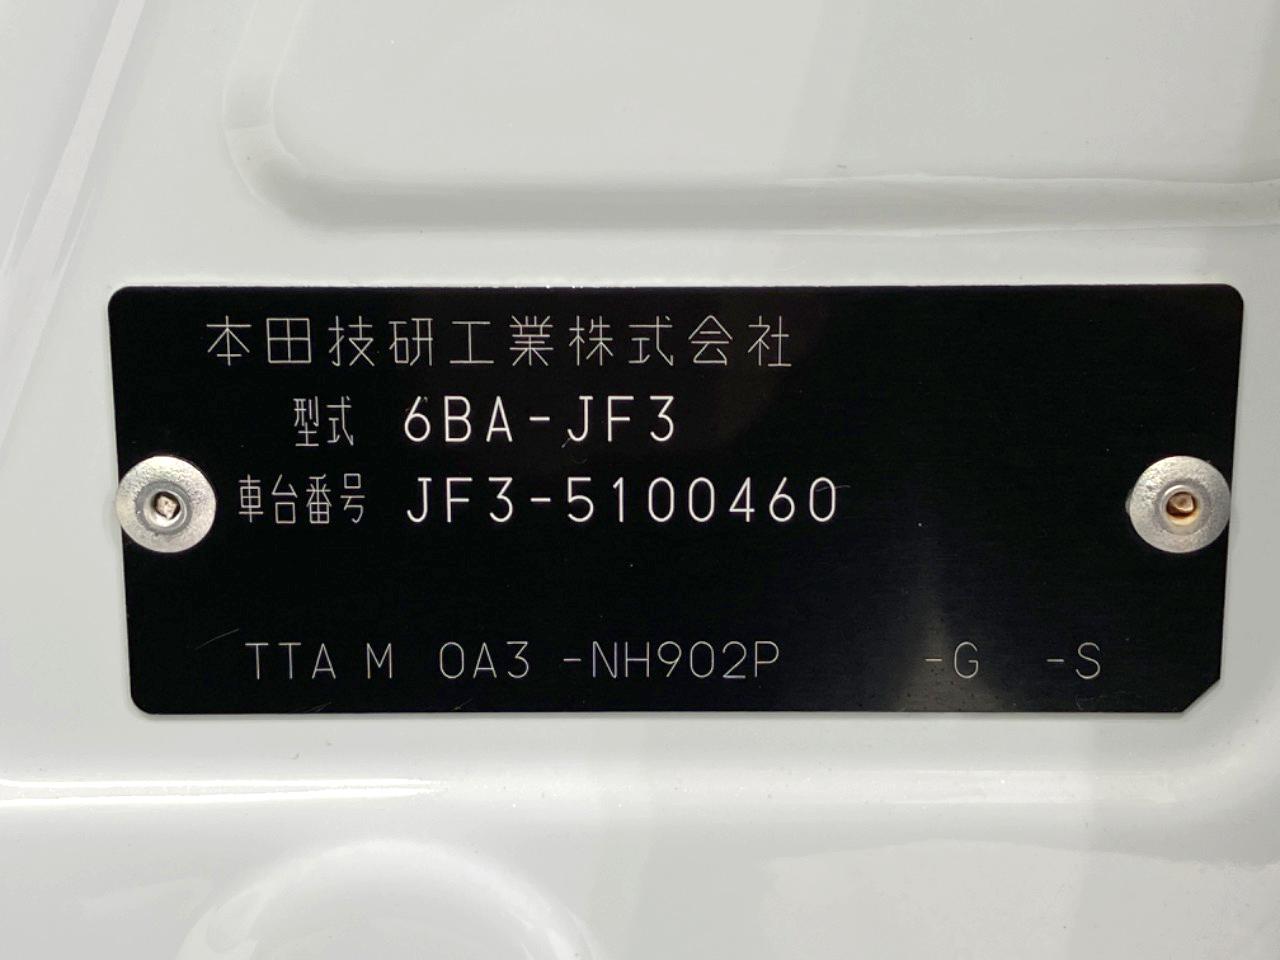 本田技研工業株式会社
型式 6BA-JF3
車台番号 JF3-5100460
TTA M 0A3 -NH902P -G -S